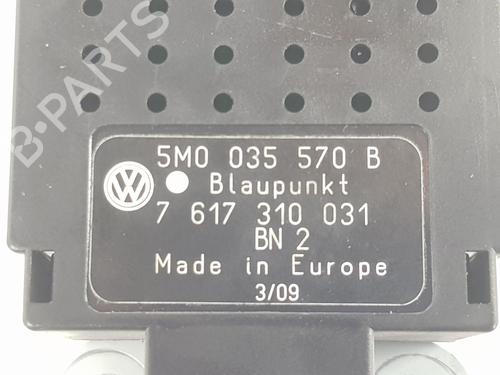 B-PARTS
5M0 035 570 B
Blaupunkt
7 617 310 031
BN 2
Made in Europe
3/09